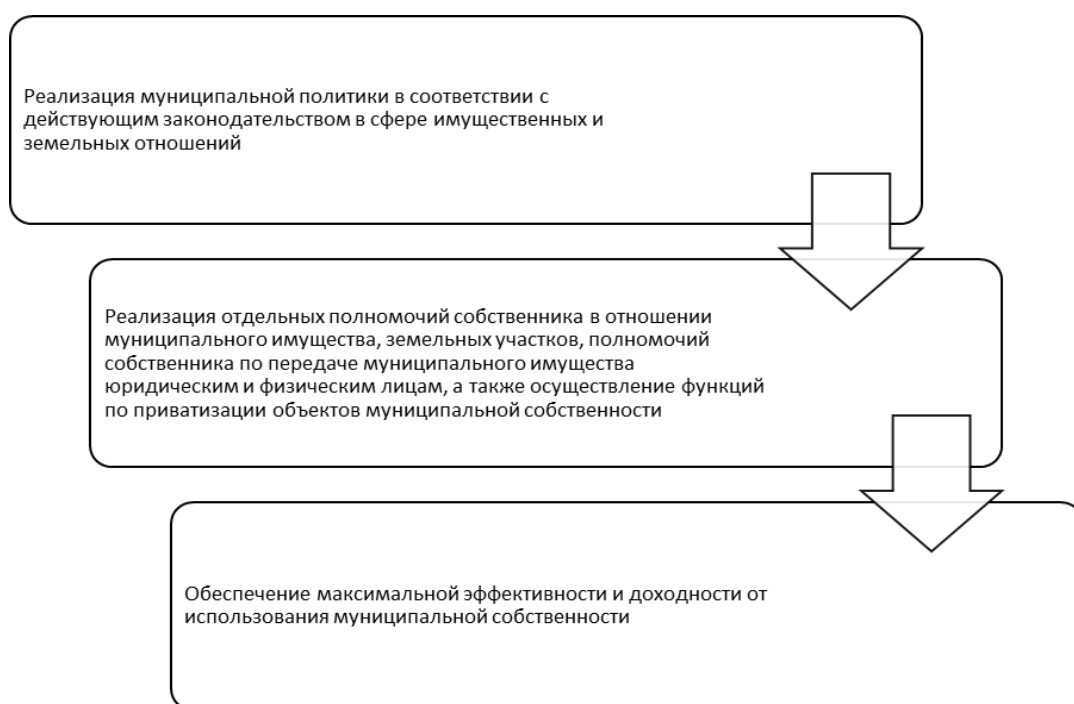 Реализация муниципальной политики в соответствии с
действующим законодательством в сфере имущественных и
земельных отношений
Реализация отдельных полномочий собственника в отношении
муниципального имущества, земельных участков, полномочий
собственника по передаче муниципального имущества
юридическим и физическим лицам, а также осуществление функций
по приватизации объектов муниципальной собственности
Обеспечение максимальной эффективности и доходности от
использования муниципальной собственности